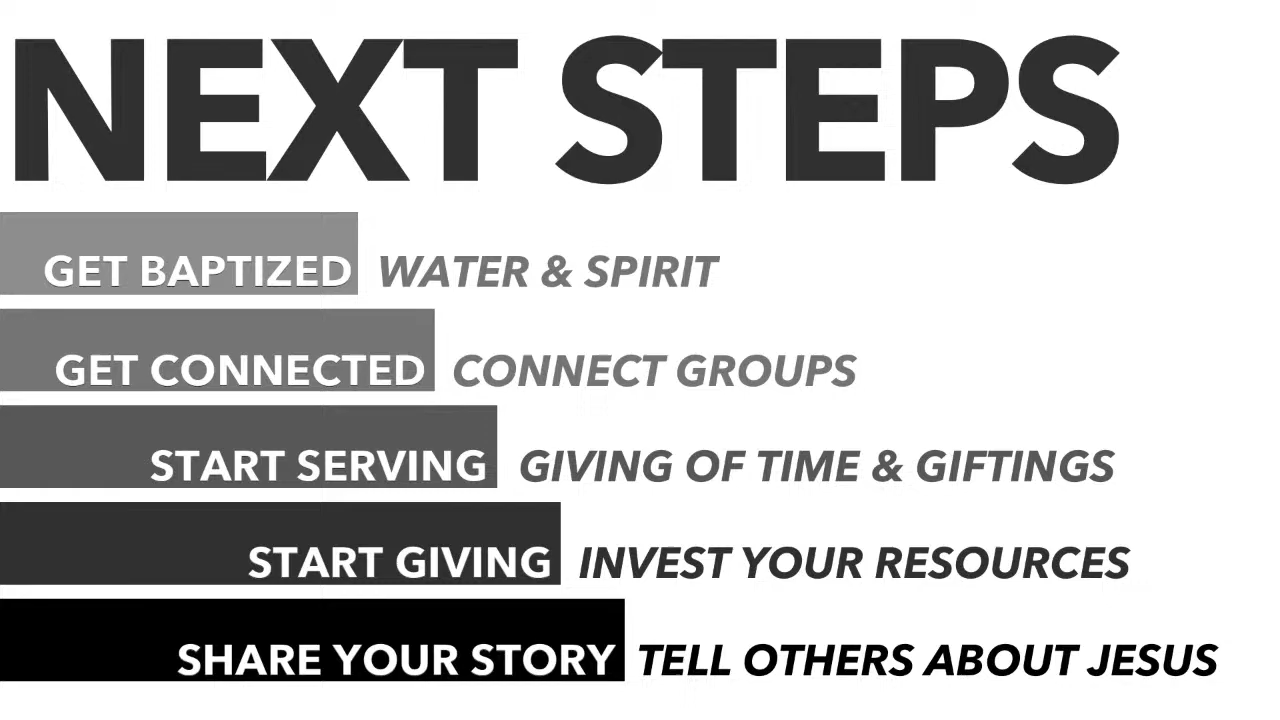 NEXT STEPS
GET BAPTIZED WATER & SPIRIT
GET CONNECTED CONNECT GROUPS
START SERVING GIVING OF TIME & GIFTINGS
START GIVING INVEST YOUR RESOURCES
SHARE YOUR STORY TELL OTHERS ABOUT JESUS